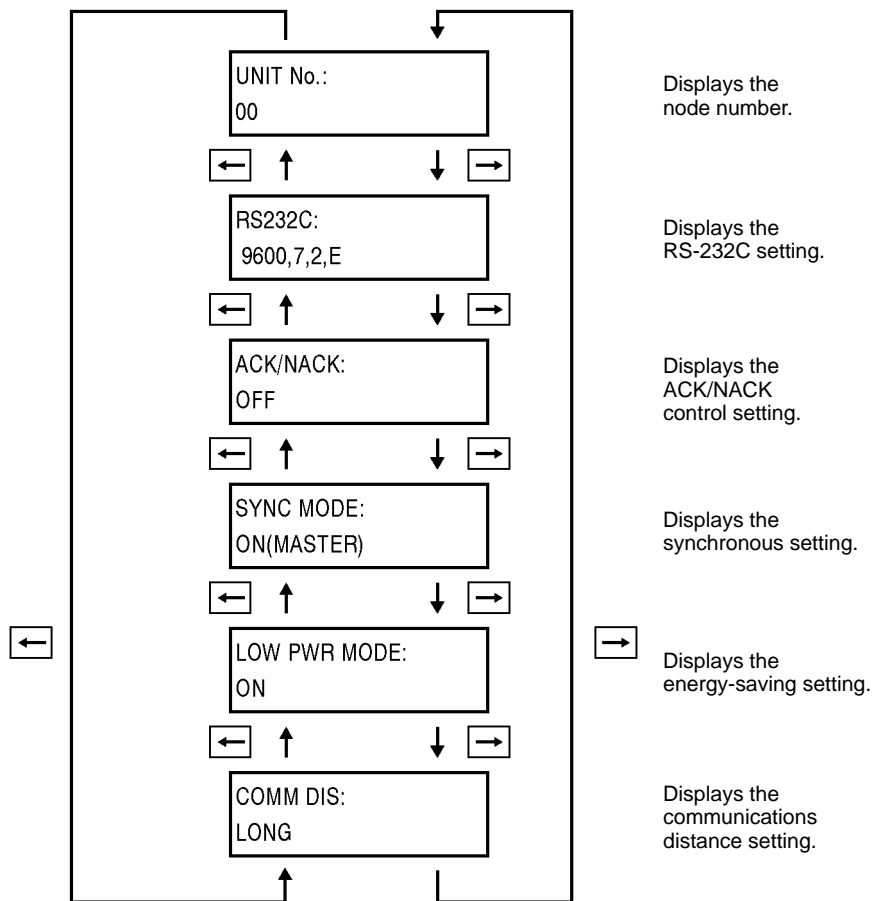 UNIT No.:
00
Displays the
node number.
RS232C:
9600,7,2,E
Displays the
RS-232C setting.
ACK/NACK:
OFF
Displays the
ACK/NACK
control setting.
SYNC MODE:
ON(MASTER)
Displays the
synchronous setting.
LOW PWR MODE:
ON
Displays the
energy-saving setting.
COMM DIS:
LONG
Displays the
communications
distance setting.